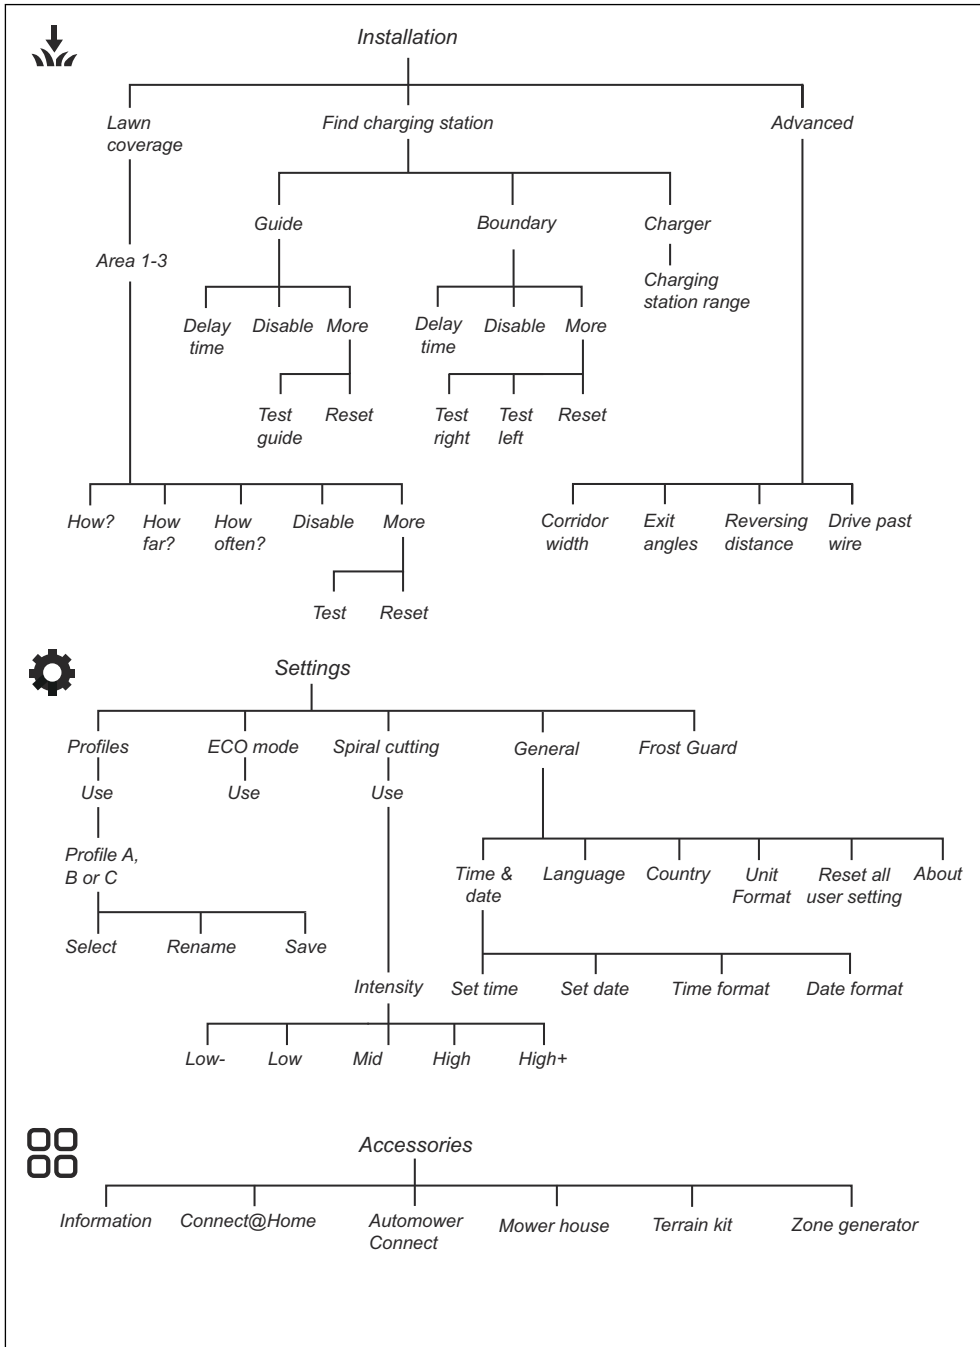 Installation
Lawn
coverage
Find charging station
Advanced
Guide
Boundary
Charger
Area 1-3
Charging
station range
Delay
time
Disable
More
Delay
time
Disable
More
Test
guide
Reset
Test
right
Test
left
Reset
How?
How
far?
How
often?
Disable
More
Corridor
width
Exit
angles
Reversing
distance
Drive past
wire
Test
Reset
Settings
Profiles
ECO mode
Spiral cutting
General
Frost Guard
Use
Use
Use
Profile A,
B or C
Time &
date
Language
Country
Unit
Format
Reset all
user setting
About
Select
Rename
Save
Intensity
Set time
Set date
Time format
Date format
Low-
Low
Mid
High
High+
Accessories
Information
Connect@Home
Automower
Connect
Mower house
Terrain kit
Zone generator